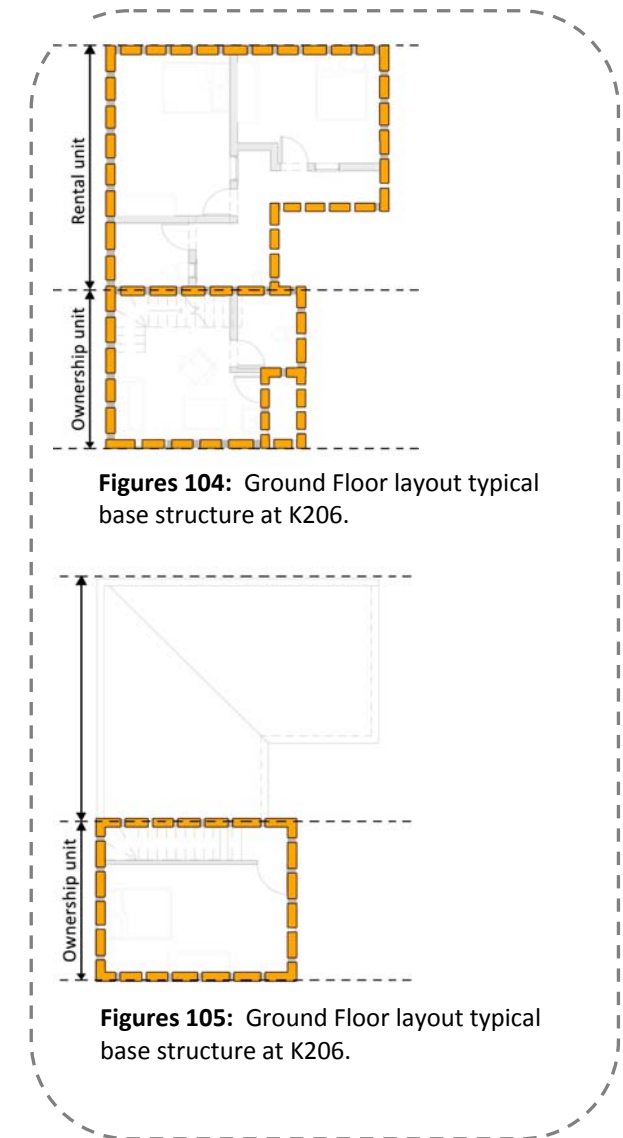 Rental unit
Ownership unit
Figures 104: Ground Floor layout typical
base structure at K206.
Ownership unit
Figures 105: Ground Floor layout typical
base structure at K206.